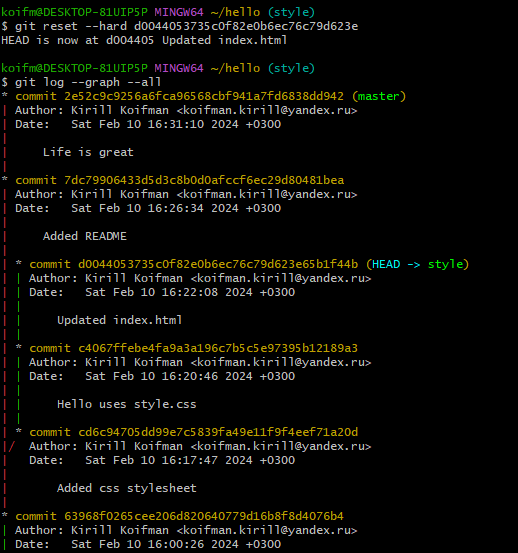 koifm@DESKTOP-81UIP5P MINGW64 ~/hello (style)
$ git reset --hard d0044053735c0f82e0b6ec76c79d623e
HEAD is now at d004405 Updated index.html
koifm@DESKTOP-81UIP5P MINGW64 ~/hello (style)
$ git log --graph --all
* commit 2e52c9c9256a6fca96568cbf941a7fd6838dd942 (master)
| Author: Kirill Koifman <koifman.kirill@yandex.ru>
| Date:   Sat Feb 10 16:31:10 2024 +0300
|
|     Life is great
|
* commit 7dc79906433d5d3c8b0d0afccf6ec29d80481bea
| Author: Kirill Koifman <koifman.kirill@yandex.ru>
| Date:   Sat Feb 10 16:26:34 2024 +0300
|
|     Added README
|
| * commit d0044053735c0f82e0b6ec76c79d623e65b1f44b (HEAD -> style)
| | Author: Kirill Koifman <koifman.kirill@yandex.ru>
| | Date:   Sat Feb 10 16:22:08 2024 +0300
| |
| |     Updated index.html
| |
| * commit c4067ffebe4fa9a3a196c7b5c5e97395b12189a3
| | Author: Kirill Koifman <koifman.kirill@yandex.ru>
| | Date:   Sat Feb 10 16:20:46 2024 +0300
| |
| |     Hello uses style.css
| |
| * commit cd6c94705dd99e7c5839fa49e11f9f4eef71a20d
|/  Author: Kirill Koifman <koifman.kirill@yandex.ru>
|   Date:   Sat Feb 10 16:17:47 2024 +0300
|
|       Added css stylesheet
|
* commit 63968f0265cee206d820640779d16b8f8d4076b4
| Author: Kirill Koifman <koifman.kirill@yandex.ru>
| Date:   Sat Feb 10 16:00:26 2024 +0300